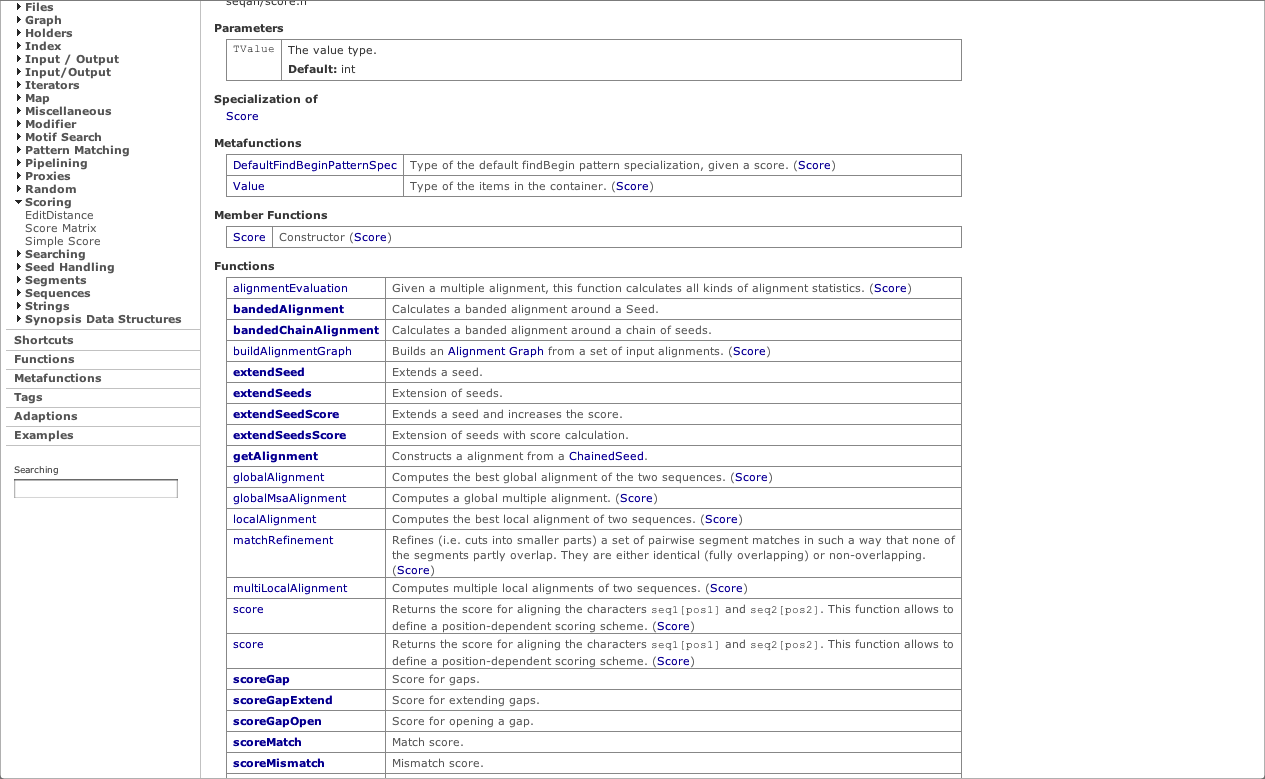 Files
Graph
Holders
Index
Input / Output
Input/Output
Iterators
Map
Miscellaneous
Modifier
Motif Search
Pattern Matching
Pipelining
Proxies
Random
Scoring
EditDistance
Score Matrix
Simple Score
Searching
Seed Handling
Segments
Sequences
Strings
Synopsis Data Structures
Shortcuts
Functions
Metafunctions
Tags
Adaptions
Examples
Searching
seqan/score.h
Parameters
TValue The value type.
Default: int
Specialization of
Score
Metafunctions
DefaultFindBeginPatternSpec Type of the default findBegin pattern specialization, given a score. (Score)
Value Type of the items in the container. (Score)
Member Functions
Score Constructor (Score)
Functions
alignmentEvaluation Given a multiple alignment, this function calculates all kinds of alignment statistics. (Score)
bandedAlignment Calculates a banded alignment around a Seed.
bandedChainAlignment Calculates a banded alignment around a chain of seeds.
buildAlignmentGraph Builds an Alignment Graph from a set of input alignments. (Score)
extendSeed Extends a seed.
extendSeeds Extension of seeds.
extendSeedScore Extends a seed and increases the score.
extendSeedsScore Extension of seeds with score calculation.
getAlignment Constructs a alignment from a ChainedSeed.
globalAlignment Computes the best global alignment of the two sequences. (Score)
globalMsaAlignment Computes a global multiple alignment. (Score)
localAlignment Computes the best local alignment of two sequences. (Score)
matchRefinement Refines (i.e. cuts into smaller parts) a set of pairwise segment matches in such a way that none of
the segments partly overlap. They are either identical (fully overlapping) or non-overlapping.
(Score)
multiLocalAlignment Computes multiple local alignments of two sequences. (Score)
score Returns the score for aligning the characters seq1[pos1] and seq2[pos2]. This function allows to
define a position-dependent scoring scheme. (Score)
score Returns the score for aligning the characters seq1[pos1] and seq2[pos2]. This function allows to
define a position-dependent scoring scheme. (Score)
scoreGap Score for gaps.
scoreGapExtend Score for extending gaps.
scoreGapOpen Score for opening a gap.
scoreMatch Match score.
scoreMismatch Mismatch score.